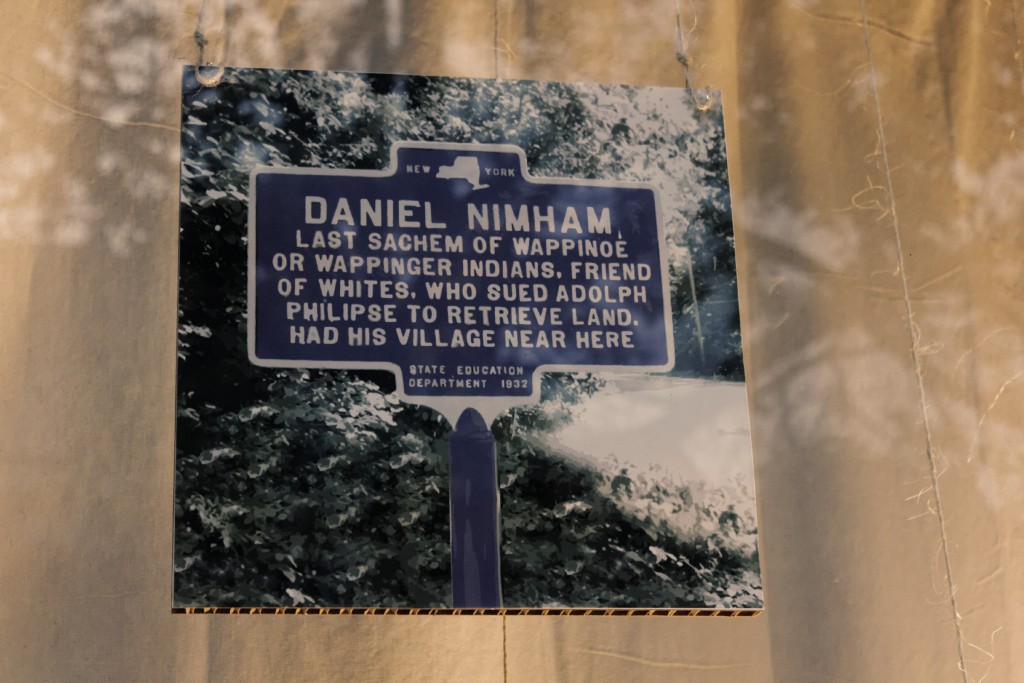 NEW YORK
DANIEL NIMHAM,
LAST SACHEM OF WAPPINOE
OR WAPPINGER INDIANS, FRIEND
OF WHITES, WHO SUED ADOLPH
PHILIPSE TO RETRIEVE LAND.
HAD HIS VILLAGE NEAR HERE
STATE EDUCATION
DEPARTMENT 1932